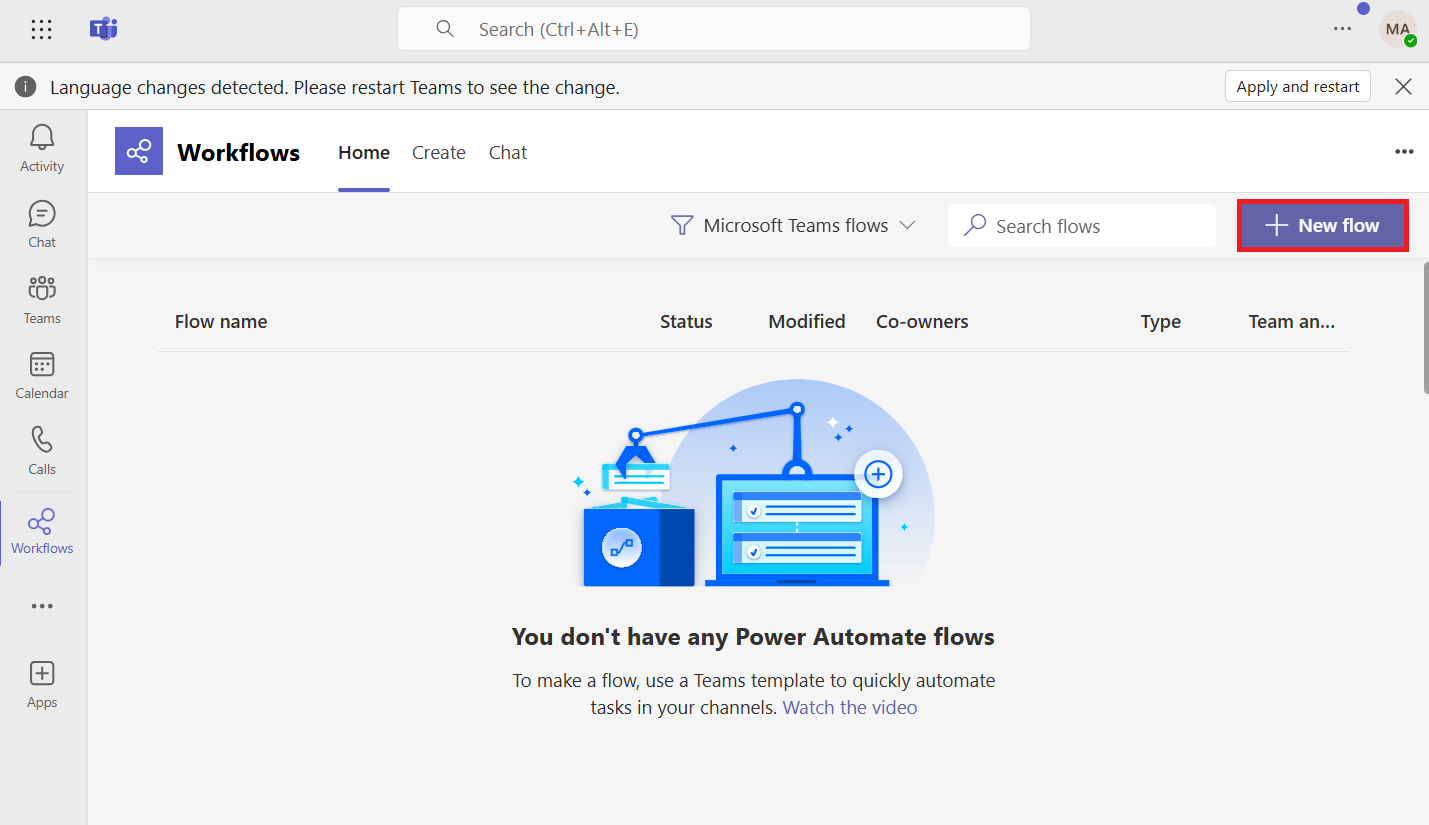 Search (Ctrl+Alt+E)
MA
Language changes detected. Please restart Teams to see the change.
Apply and restart
Activity
Chat
Teams
Calendar
Calls
Workflows
Apps
Workflows
Home
Create
Chat
Microsoft Teams flows
Search flows
New flow
Flow name
Status
Modified
Co-owners
Type
Team an...
You don't have any Power Automate flows
To make a flow, use a Teams template to quickly automate
tasks in your channels. Watch the video